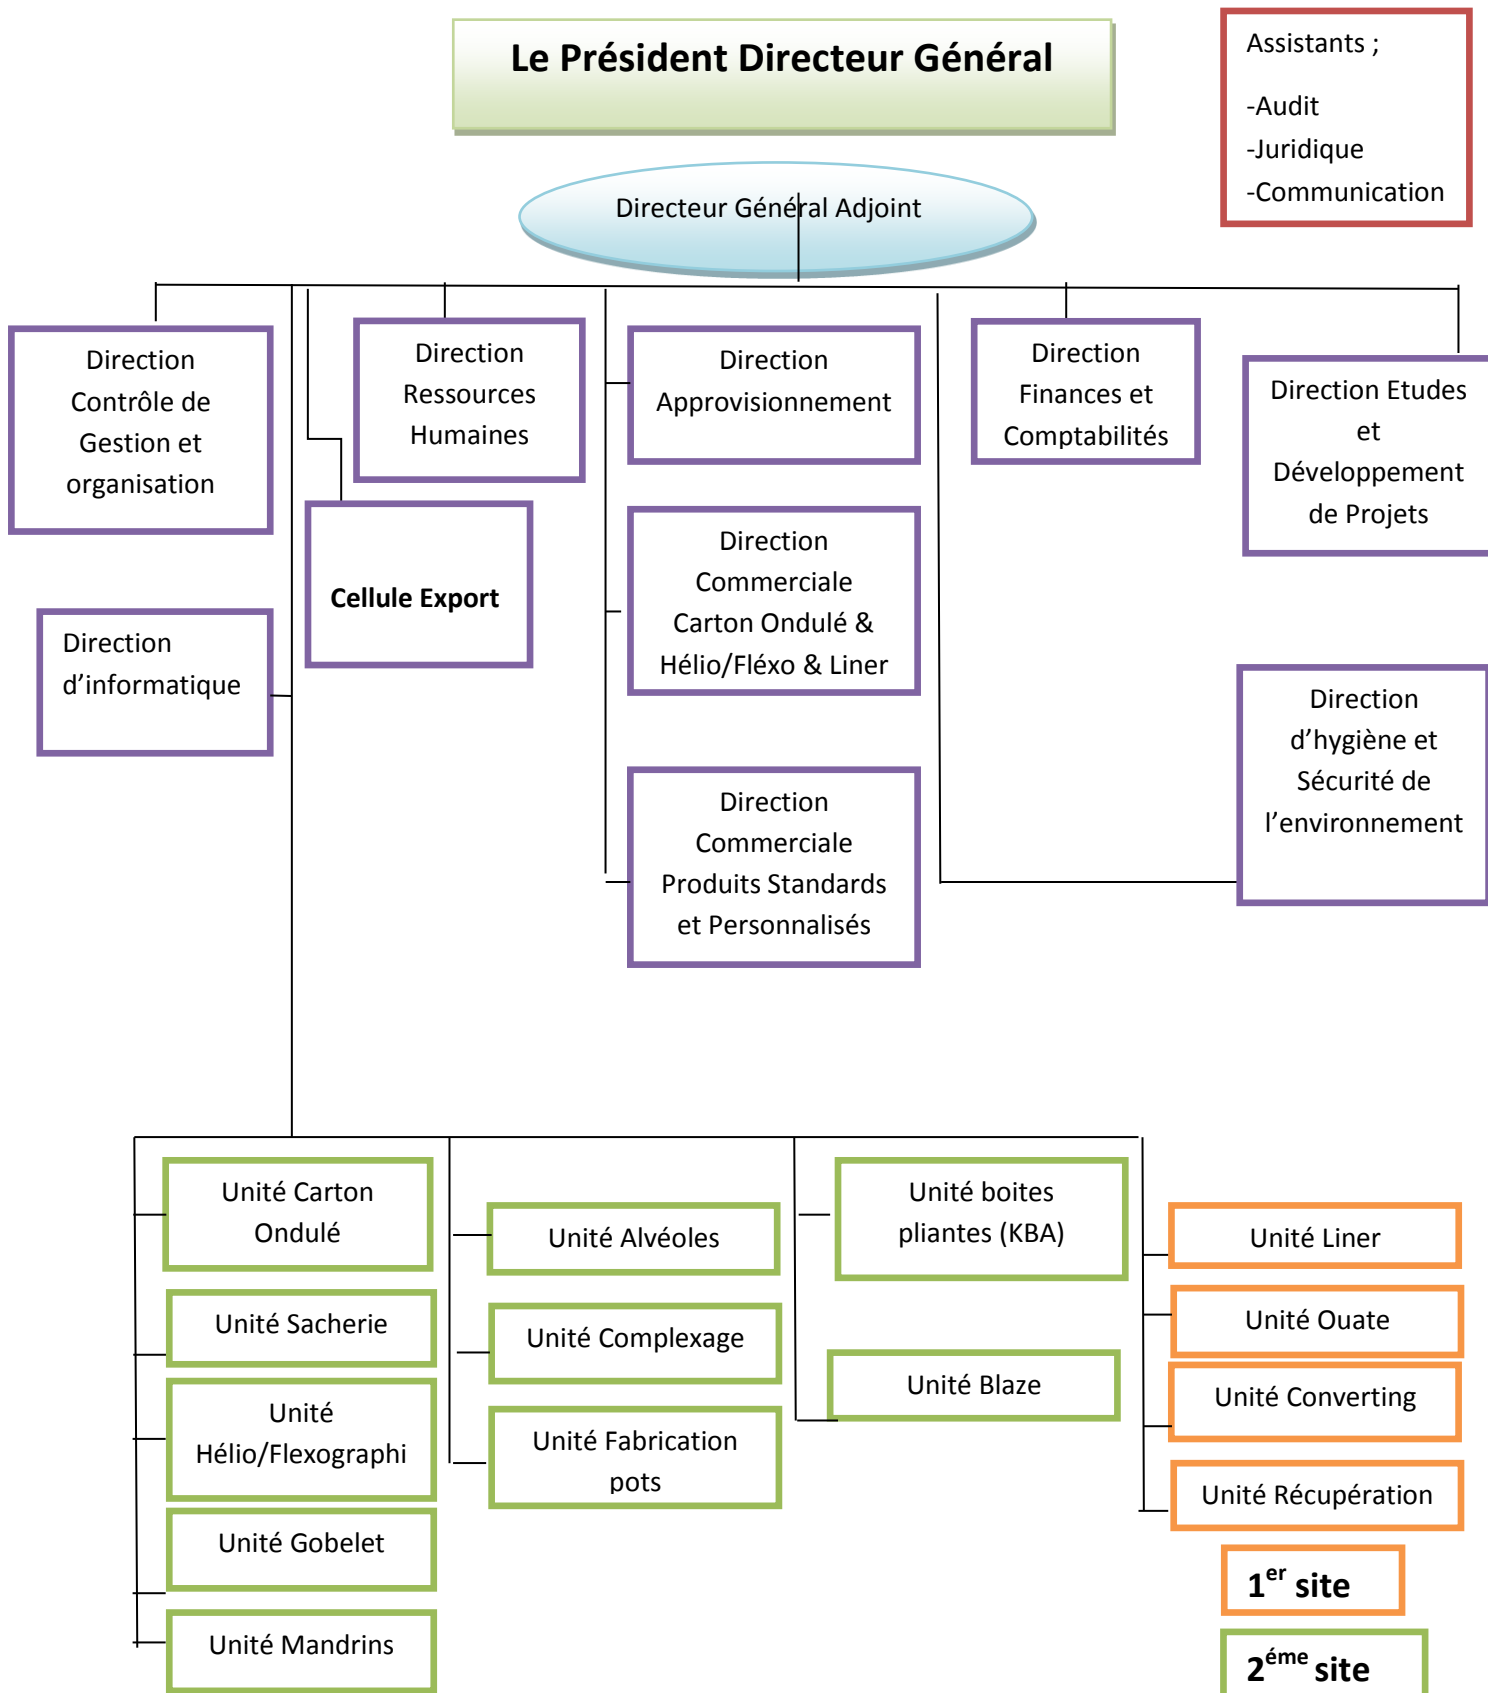 Le Président Directeur Général
Assistants ;
-Audit
-Juridique
-Communication
Directeur Général Adjoint
Direction
Contrôle de
Gestion et
organisation
Direction
Ressources
Humaines
Direction
Approvisionnement
Direction
Finances et
Comptabilités
Direction Etudes
et
Développement
de Projets
Cellule Export
Direction
Commerciale
Carton Ondulé &
Hélio/Fléxo & Liner
Direction
d’informatique
Direction
d’hygiène et
Sécurité de
l’environnement
Direction
Commerciale
Produits Standards
et Personnalisés
Unité Carton
Ondulé
Unité Sacherie
Unité
Hélio/Flexographi
Unité Gobelet
Unité Mandrins
Unité Alvéoles
Unité Complexage
Unité Fabrication
pots
Unité boites
pliantes (KBA)
Unité Blaze
Unité Liner
Unité Ouate
Unité Converting
Unité Récupération
1er site
2éme site